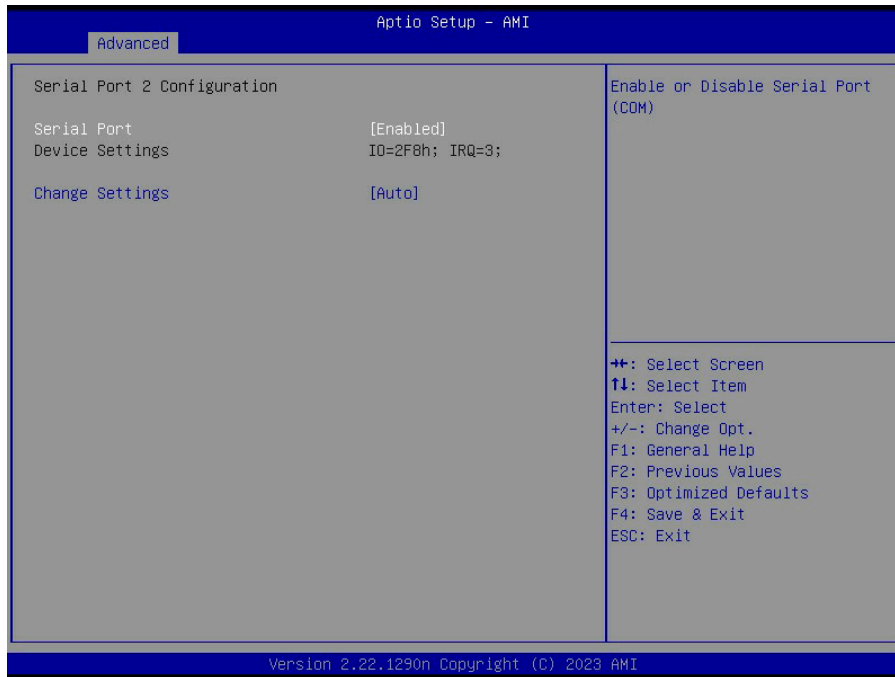 Aptio Setup - AMI
Advanced
Serial Port 2 Configuration
Serial Port [Enabled]
Device Settings IO=2F8h; IRQ=3;
Change Settings [Auto]
Enable or Disable Serial Port
(COM)
→←: Select Screen
↑↓: Select Item
Enter: Select
+/-: Change Opt.
F1: General Help
F2: Previous Values
F3: Optimized Defaults
F4: Save & Exit
ESC: Exit
Version 2.22.1290n Copyright (C) 2023 AMI